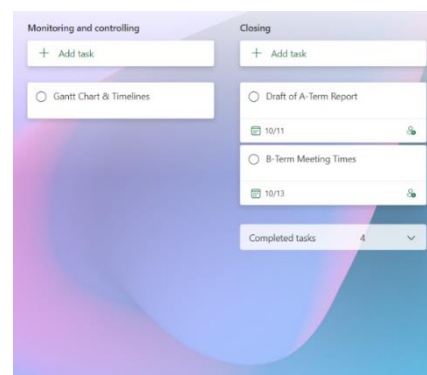 Monitoring and controlling
+ Add task
Gantt Chart & Timelines
Closing
+ Add task
Draft of A-Term Report
10/11
B-Term Meeting Times
10/13
Completed tasks 4